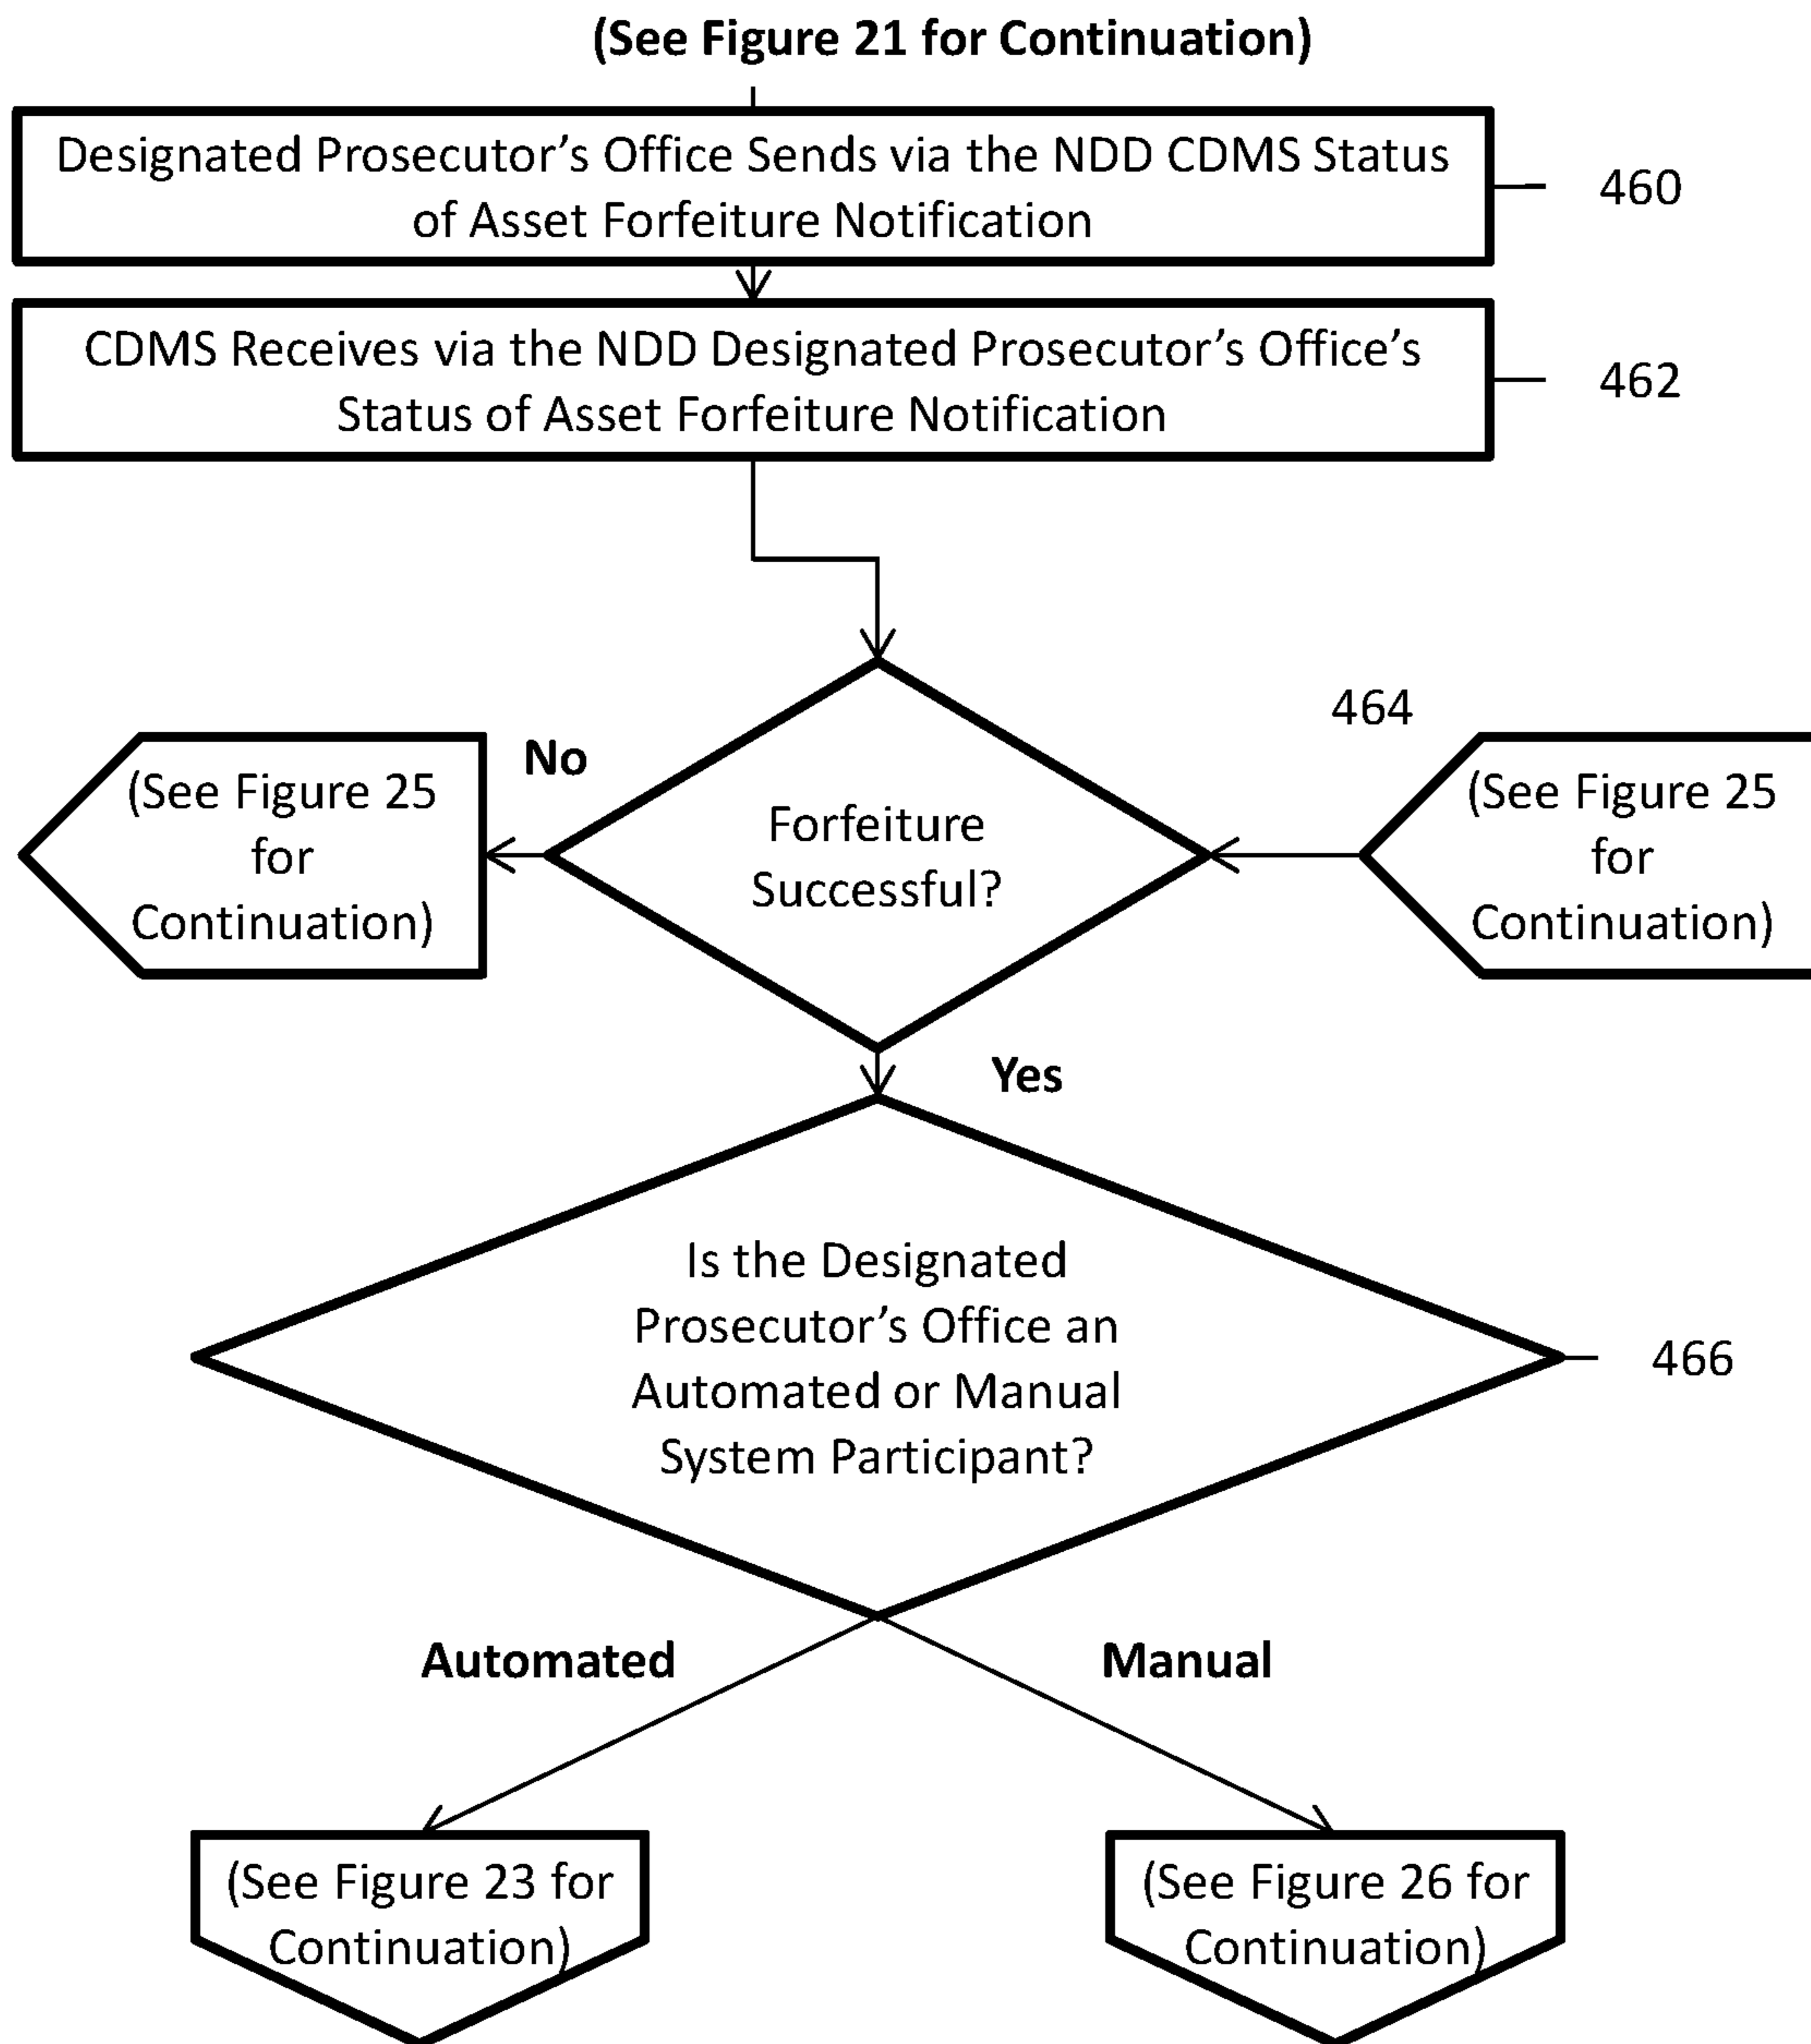 (See Figure 21 for Continuation)
Designated Prosecutor’s Office Sends via the NDD CDMS Status
of Asset Forfeiture Notification
460
CDMS Receives via the NDD Designated Prosecutor’s Office’s
Status of Asset Forfeiture Notification
462
464
No
(See Figure 25
for
Continuation)
Forfeiture
Successful?
(See Figure 25
for
Continuation)
Yes
Is the Designated
Prosecutor’s Office an
Automated or Manual
System Participant?
466
Automated
Manual
(See Figure 23 for
Continuation)
(See Figure 26 for
Continuation)